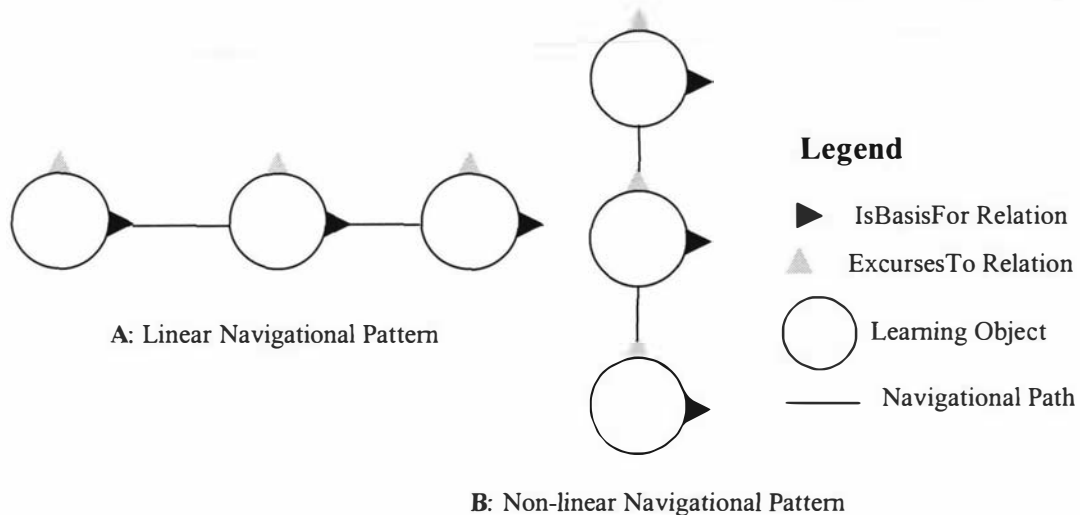 Legend
IsBasisFor Relation
ExcursesTo Relation
Learning Object
Navigational Path
A: Linear Navigational Pattern
B: Non-linear Navigational Pattern